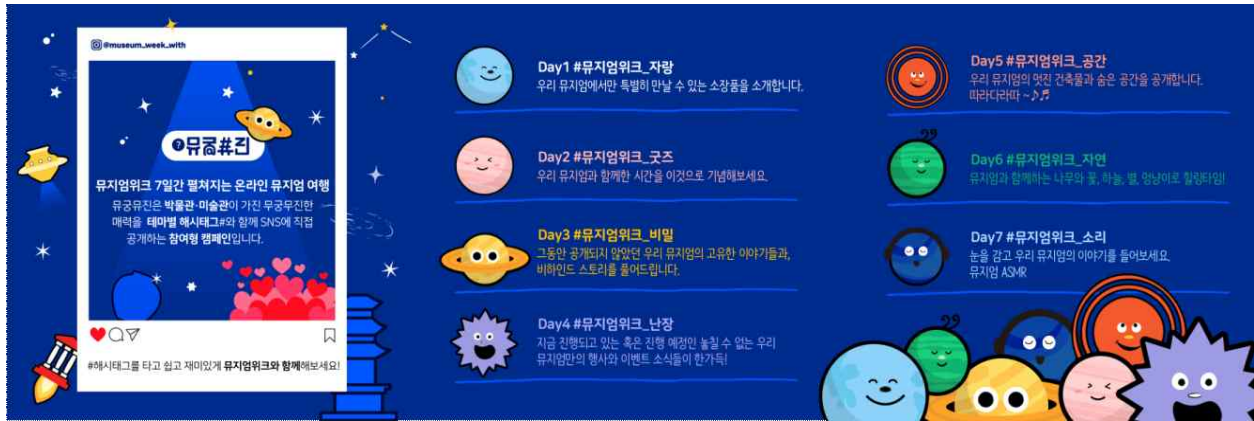 @museum_week_with
뮤궁뮤진
뮤지엄위크 7일간 펼쳐지는 온라인 뮤지엄 여행
뮤궁뮤진은 박물관·미술관이 가진 무궁무진한
매력을 테마별 해시태그#와 함께 SNS에 직접
공개하는 참여형 캠페인입니다.
#해시태그를 타고 쉽고 재미있게 뮤지엄위크와 함께해보세요!
Day1 #뮤지엄위크_자랑
우리 뮤지엄에서만 특별히 만날 수 있는 소장품을 소개합니다.
Day2 #뮤지엄위크_굿즈
우리 뮤지엄과 함께한 시간을 이것으로 기념해보세요.
Day3 #뮤지엄위크_비밀
그동안 공개되지 않았던 우리 뮤지엄의 고유한 이야기들과,
비하인드 스토리를 풀어드립니다.
Day4 #뮤지엄위크_난장
지금 진행되고 있는 혹은 진행 예정인 놓칠 수 없는 우리
뮤지엄만의 행사와 이벤트 소식들이 한가득!
Day5 #뮤지엄위크_공간
우리 뮤지엄의 멋진 건축물과 숨은 공간을 공개합니다.
따라다라따 ~♪♬
Day6 #뮤지엄위크_자연
뮤지엄과 함께하는 나무와 꽃, 하늘, 별, 멍냥이로 힐링타임!
Day7 #뮤지엄위크_소리
눈을 감고 우리 뮤지엄의 이야기를 들어보세요.
뮤지엄 ASMR